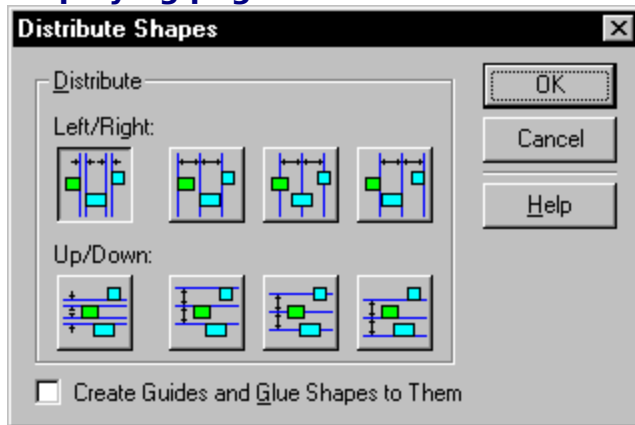 Distribute Shapes
Distribute
OK
Left/Right:
Cancel
Help
Up/Down:
Create Guides and Glue Shapes to Them